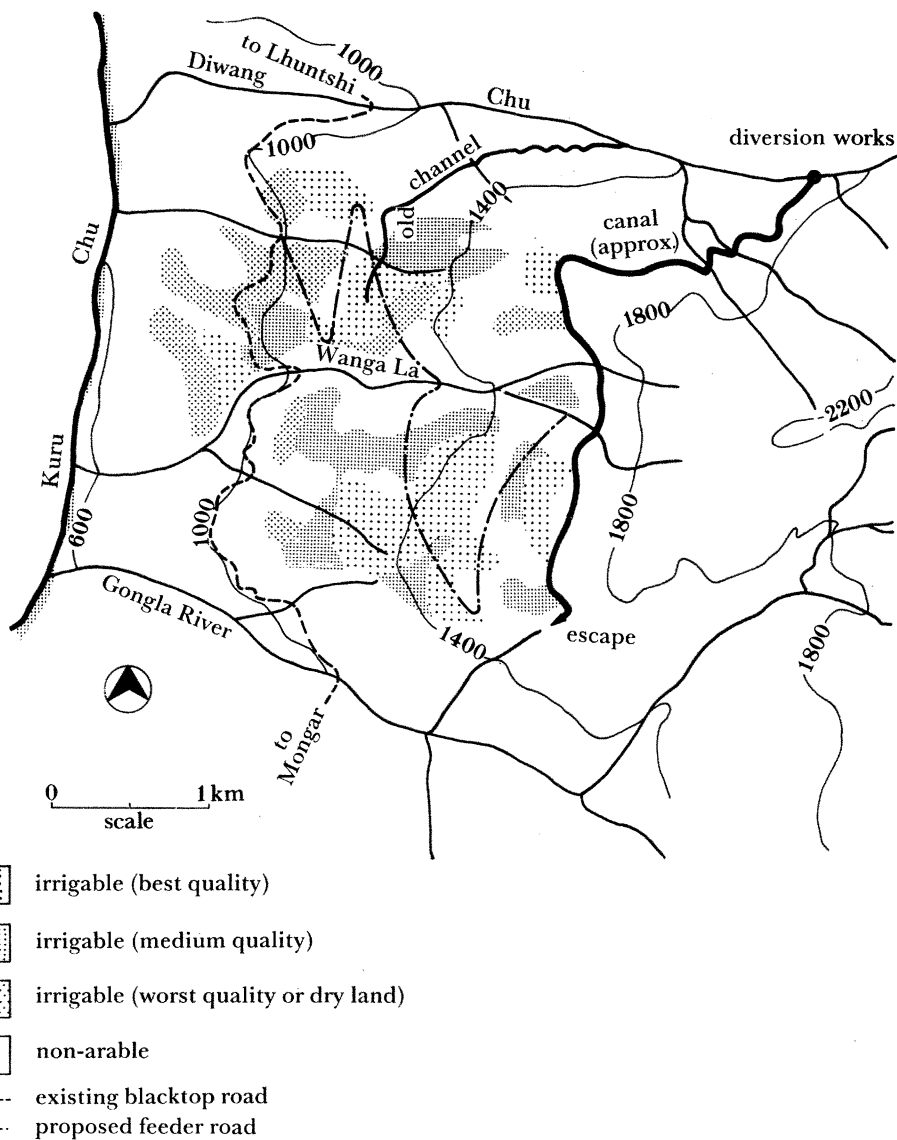 to Lhuntshi
1000
Diwang
Chu
diversion works
1000
channel
old
1400
canal
(approx.)
Chu
1800
Wanga La
2200
Kuru
600
1000
1800
Gongla River
1400
escape
1800
to
Mongar
0 1 km
scale
irrigable (best quality)
irrigable (medium quality)
irrigable (worst quality or dry land)
non-arable
existing blacktop road
proposed feeder road